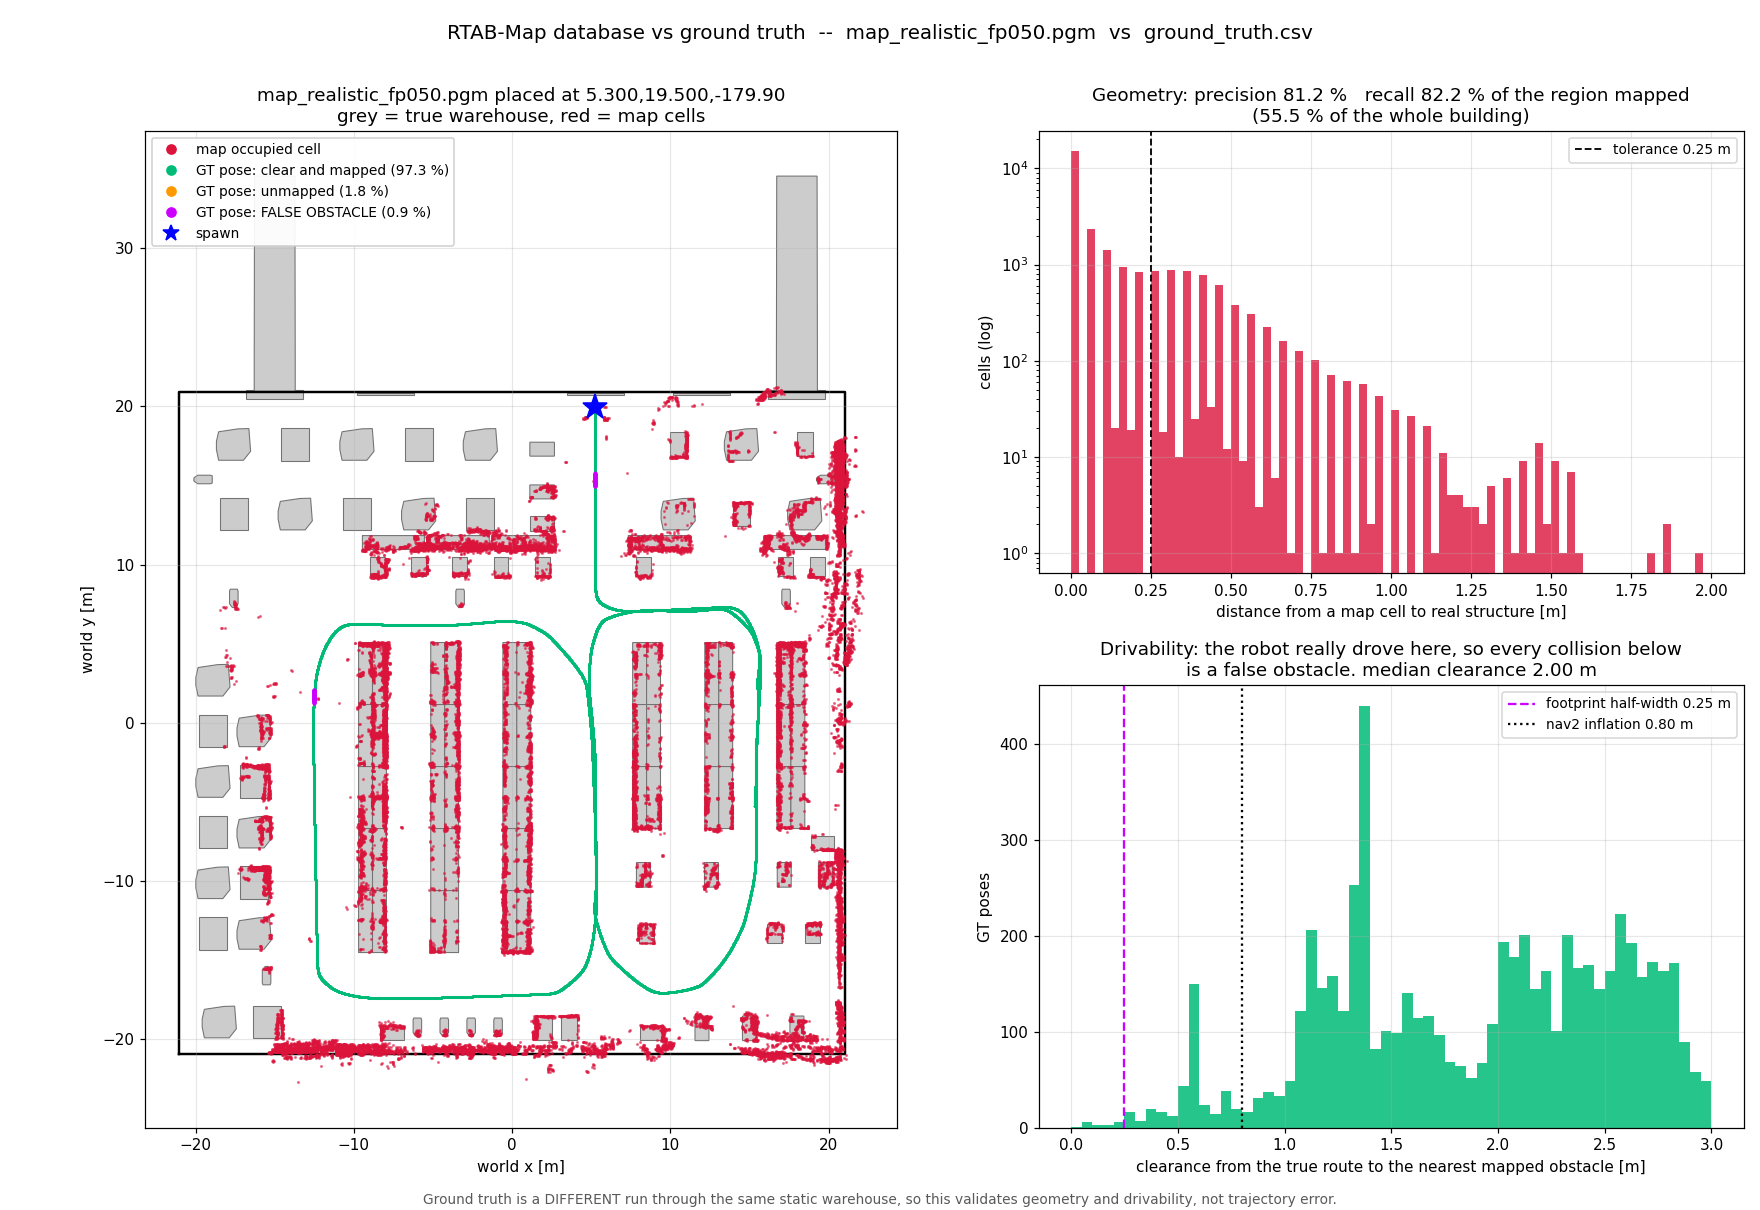 RTAB-Map database vs ground truth  --  map_realistic_fp050.pgm  vs  ground_truth.csv
map_realistic_fp050.pgm placed at 5.300,19.500,-179.90
grey = true warehouse, red = map cells
map occupied cell
GT pose: clear and mapped (97.3 %)
GT pose: unmapped (1.8 %)
GT pose: FALSE OBSTACLE (0.9 %)
spawn
30
20
10
0
−10
−20
world y [m]
−20
−10
0
10
20
world x [m]
Geometry: precision 81.2 %   recall 82.2 % of the region mapped
(55.5 % of the whole building)
tolerance 0.25 m
10⁴
10³
10²
10¹
10⁰
cells (log)
0.00
0.25
0.50
0.75
1.00
1.25
1.50
1.75
2.00
distance from a map cell to real structure [m]
Drivability: the robot really drove here, so every collision below
is a false obstacle. median clearance 2.00 m
footprint half-width 0.25 m
nav2 inflation 0.80 m
400
300
200
100
0
GT poses
0.0
0.5
1.0
1.5
2.0
2.5
3.0
clearance from the true route to the nearest mapped obstacle [m]
Ground truth is a DIFFERENT run through the same static warehouse, so this validates geometry and drivability, not trajectory error.